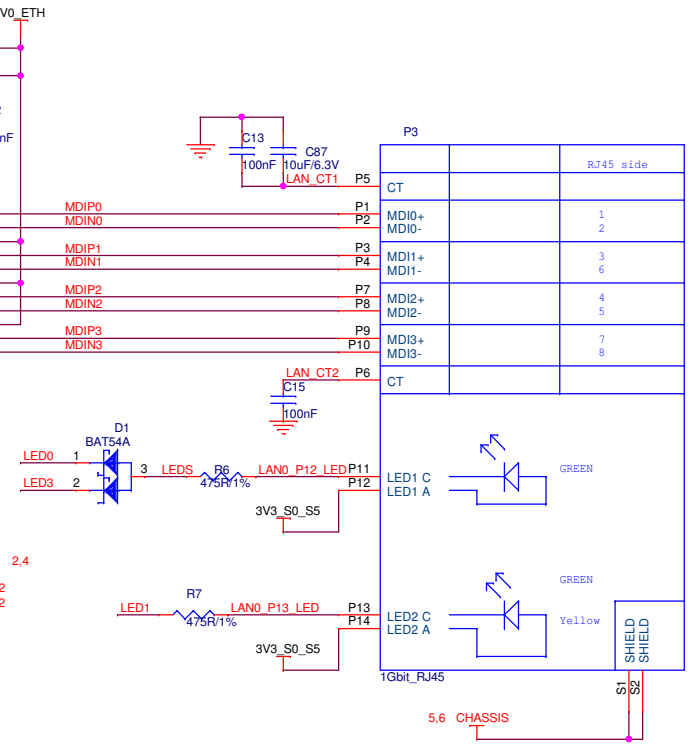 V0_ETH
nF
C13
100nF
C87
10uF/6.3V
P3
RJ45 side
LAN_CT1 P5 CT
MDIP0 P1 MDI0+ 1
MDIN0 P2 MDI0- 2
MDIP1 P3 MDI1+ 3
MDIN1 P4 MDI1- 6
MDIP2 P7 MDI2+ 4
MDIN2 P8 MDI2- 5
MDIP3 P9 MDI3+ 7
MDIN3 P10 MDI3- 8
LAN_CT2 P6 CT
C15
100nF
D1
BAT54A
LED0 1
3 LEDS R6 LAN0_P12_LED P11 LED1 C GREEN
475R/1%
LED3 2
P12 LED1 A
3V3_S0_S5
2,4
2
2
R7
GREEN
LED1 LAN0_P13_LED P13 LED2 C Yellow
475R/1%
P14 LED2 A
3V3_S0_S5
SHIELD
SHIELD
1Gbit_RJ45
S1
S2
5,6 CHASSIS